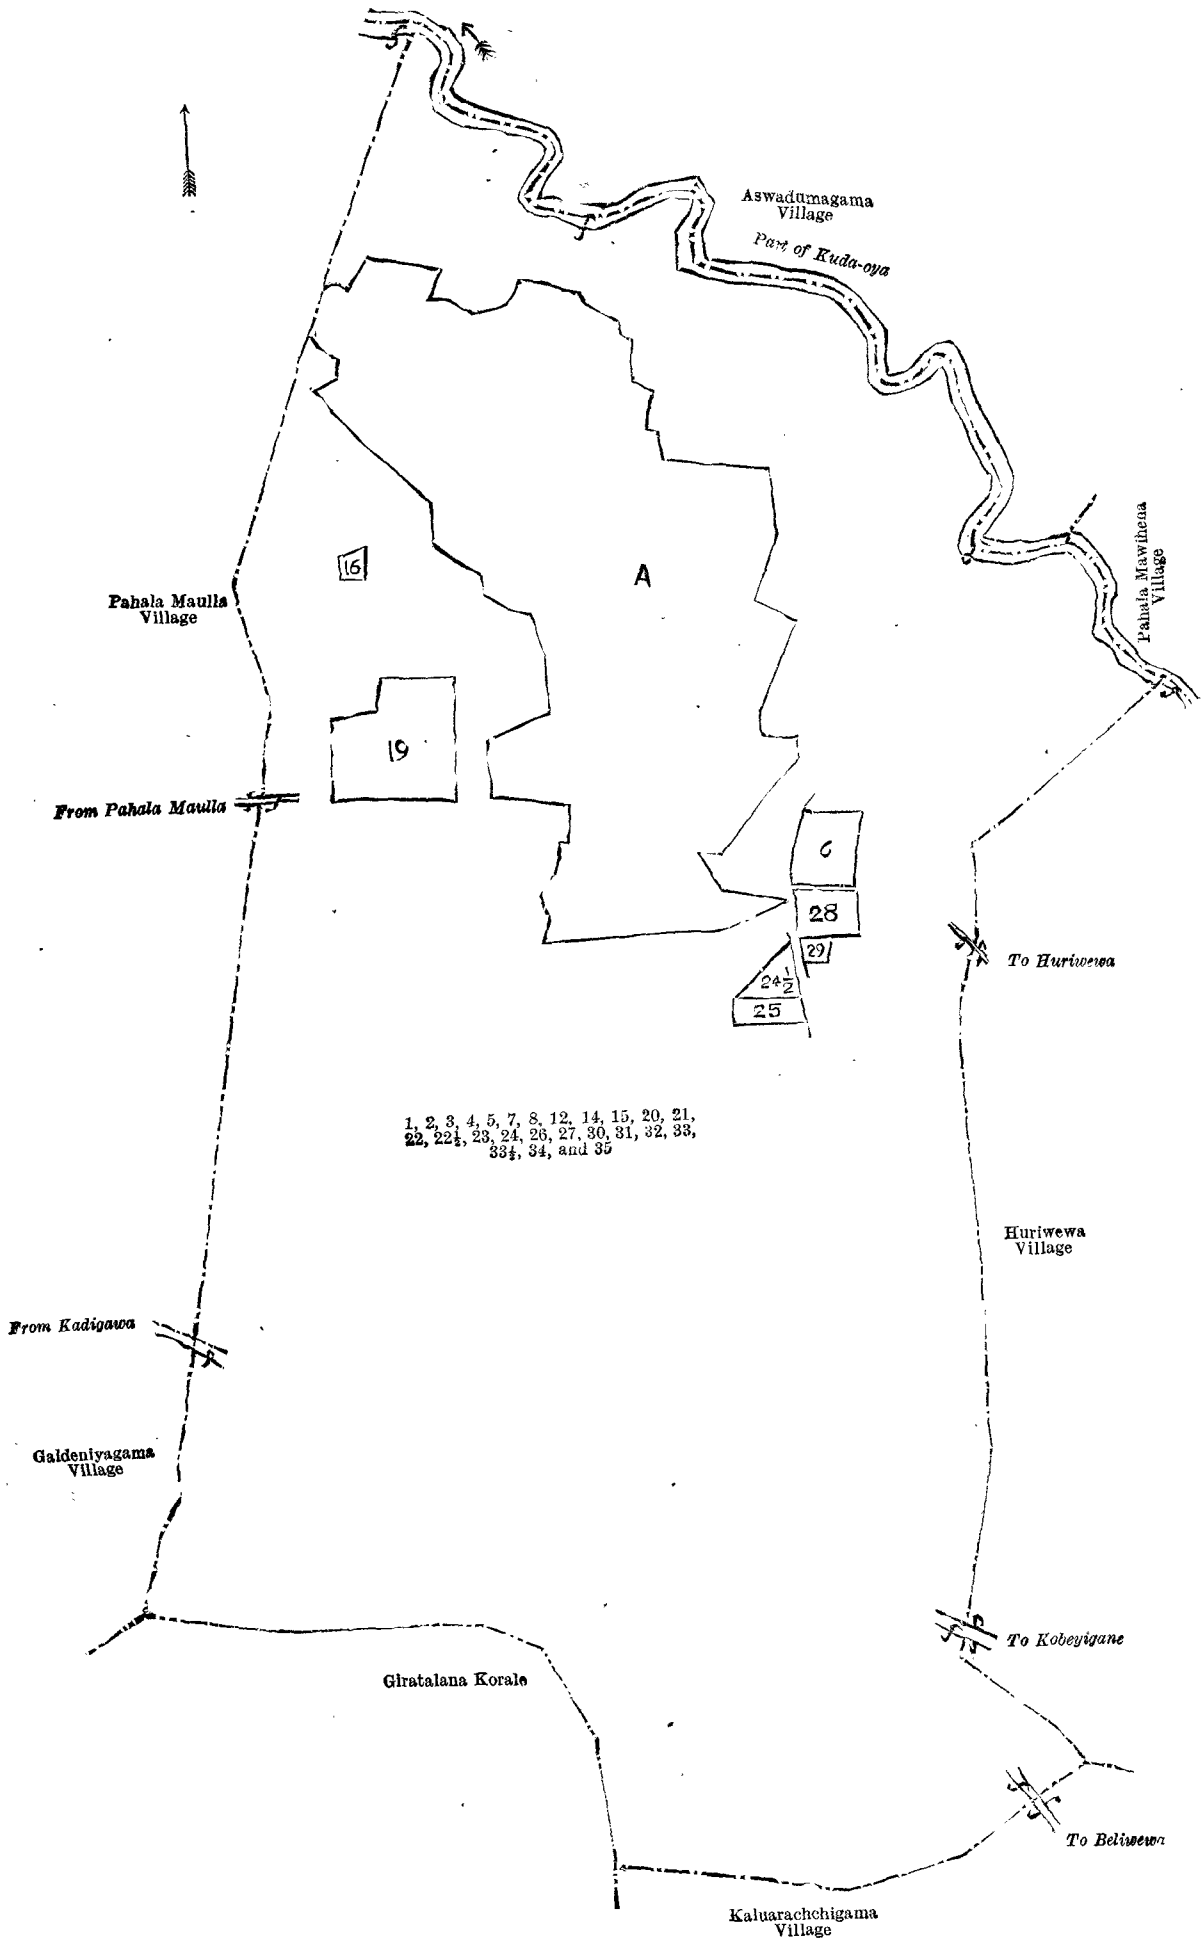 Aswadumagama
Village
Part of Kuda-oya
Pahala Mawihena
Village
16
A
Pahala Maulla
Village
19
From Pahala Maulla
6
28
29
24½
25
To Huriwewa
1, 2, 3, 4, 5, 7, 8, 12, 14, 15, 20, 21,
22, 22½, 23, 24, 26, 27, 30, 31, 32, 33,
33½, 34, and 35
Huriwewa
Village
From Kadigawa
Galdeniyagama
Village
To Kobeyigane
Giratalana Korale
To Beliwewa
Kaluarachchigama
Village